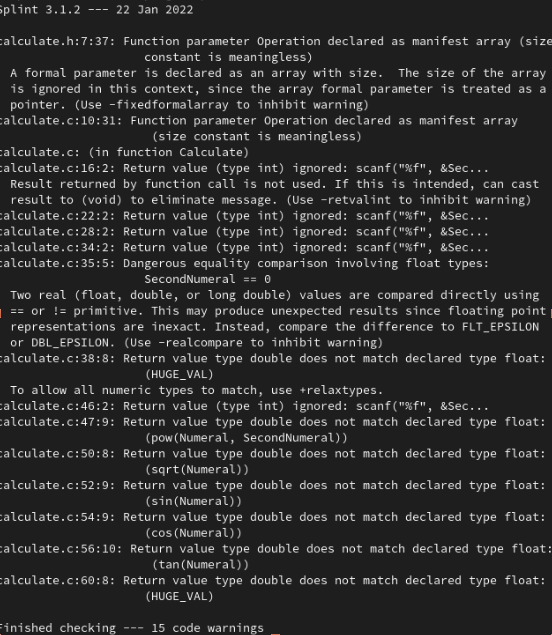 Splint 3.1.2 --- 22 Jan 2022
calculate.h:7:37: Function parameter Operation declared as manifest array (size
constant is meaningless)
A formal parameter is declared as an array with size.  The size of the array
is ignored in this context, since the array formal parameter is treated as a
pointer. (Use -fixedformalarray to inhibit warning)
calculate.c:10:31: Function parameter Operation declared as manifest array
(size constant is meaningless)
calculate.c: (in function Calculate)
calculate.c:16:2: Return value (type int) ignored: scanf("%f", &Sec...
Result returned by function call is not used. If this is intended, can cast
result to (void) to eliminate message. (Use -retvalint to inhibit warning)
calculate.c:22:2: Return value (type int) ignored: scanf("%f", &Sec...
calculate.c:28:2: Return value (type int) ignored: scanf("%f", &Sec...
calculate.c:34:2: Return value (type int) ignored: scanf("%f", &Sec...
calculate.c:35:5: Dangerous equality comparison involving float types:
SecondNumeral == 0
Two real (float, double, or long double) values are compared directly using
== or != primitive. This may produce unexpected results since floating point
representations are inexact. Instead, compare the difference to FLT_EPSILON
or DBL_EPSILON. (Use -realcompare to inhibit warning)
calculate.c:38:8: Return value type double does not match declared type float:
(HUGE_VAL)
To allow all numeric types to match, use +relaxtypes.
calculate.c:46:2: Return value (type int) ignored: scanf("%f", &Sec...
calculate.c:47:9: Return value type double does not match declared type float:
(pow(Numeral, SecondNumeral))
calculate.c:50:8: Return value type double does not match declared type float:
(sqrt(Numeral))
calculate.c:52:9: Return value type double does not match declared type float:
(sin(Numeral))
calculate.c:54:9: Return value type double does not match declared type float:
(cos(Numeral))
calculate.c:56:10: Return value type double does not match declared type float:
(tan(Numeral))
calculate.c:60:8: Return value type double does not match declared type float:
(HUGE_VAL)
Finished checking --- 15 code warnings